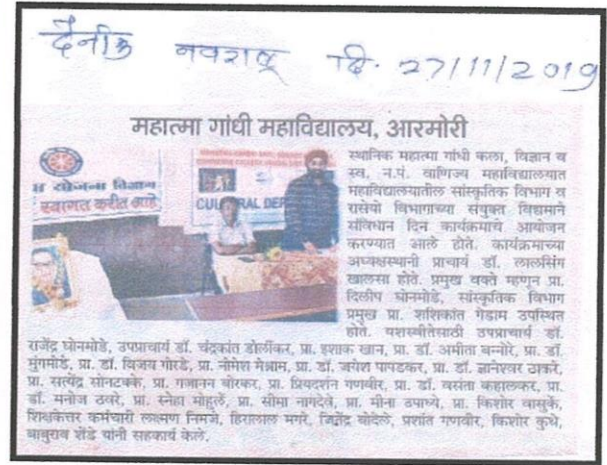 दैनिक नवराष्ट्र दि. 27/11/2019
महात्मा गांधी महाविद्यालय, आरमोरी
स्वागत करीत आहे
CULTURAL DEP
स्थानिक महात्मा गांधी कला, विज्ञान व
स्व. न.पं. वाणिज्य महाविद्यालयात
महाविद्यालयातील सांस्कृतिक विभाग व
रासेयो विभागाच्या संयुक्त विद्यमाने
संविधान दिन कार्यक्रमाचे आयोजन
करण्यात आले होते. कार्यक्रमाच्या
अध्यक्षस्थानी प्राचार्य डॉ. लालसिंग
खालसा होते. प्रमुख वक्ते म्हणून प्रा.
दिलीप घोनमोडे, सांस्कृतिक विभाग
प्रमुख प्रा. शशिकांत गेडाम उपस्थित
होते. यशस्वीतेसाठी उपप्राचार्य डॉ.
राजेंद्र घोनमोडे, उपप्राचार्य डॉ. चंद्रकांत डोर्लीकर, प्रा. इशाक खान, प्रा. डॉ. अमीता बन्नोरे, प्रा. डॉ.
मुंगमोडे, प्रा. डॉ. विजय गोरडे, प्रा. नोमेश मेश्राम, प्रा. डॉ. जयेश पापडकर, प्रा. डॉ. ज्ञानेश्वर ठाकरे,
प्रा. सत्येंद्र सोनटक्के, प्रा. गजानन बोरकर, प्रा. प्रियदर्शन गणवीर, प्रा. डॉ. वसंता कहालकर, प्रा.
डॉ. मनोज ठवरे, प्रा. स्नेहा मोहुर्ले, प्रा. सीमा नागदेवे, प्रा. मीना उपाध्ये, प्रा. किशोर वासुर्के,
शिक्षकेत्तर कर्मचारी लक्ष्मण निमजे, हिरालाल मगरे, जितेंद्र बोदेले, प्रशांत गणवीर, किशोर कुथे,
बाबुराव शेंडे यांनी सहकार्य केले.